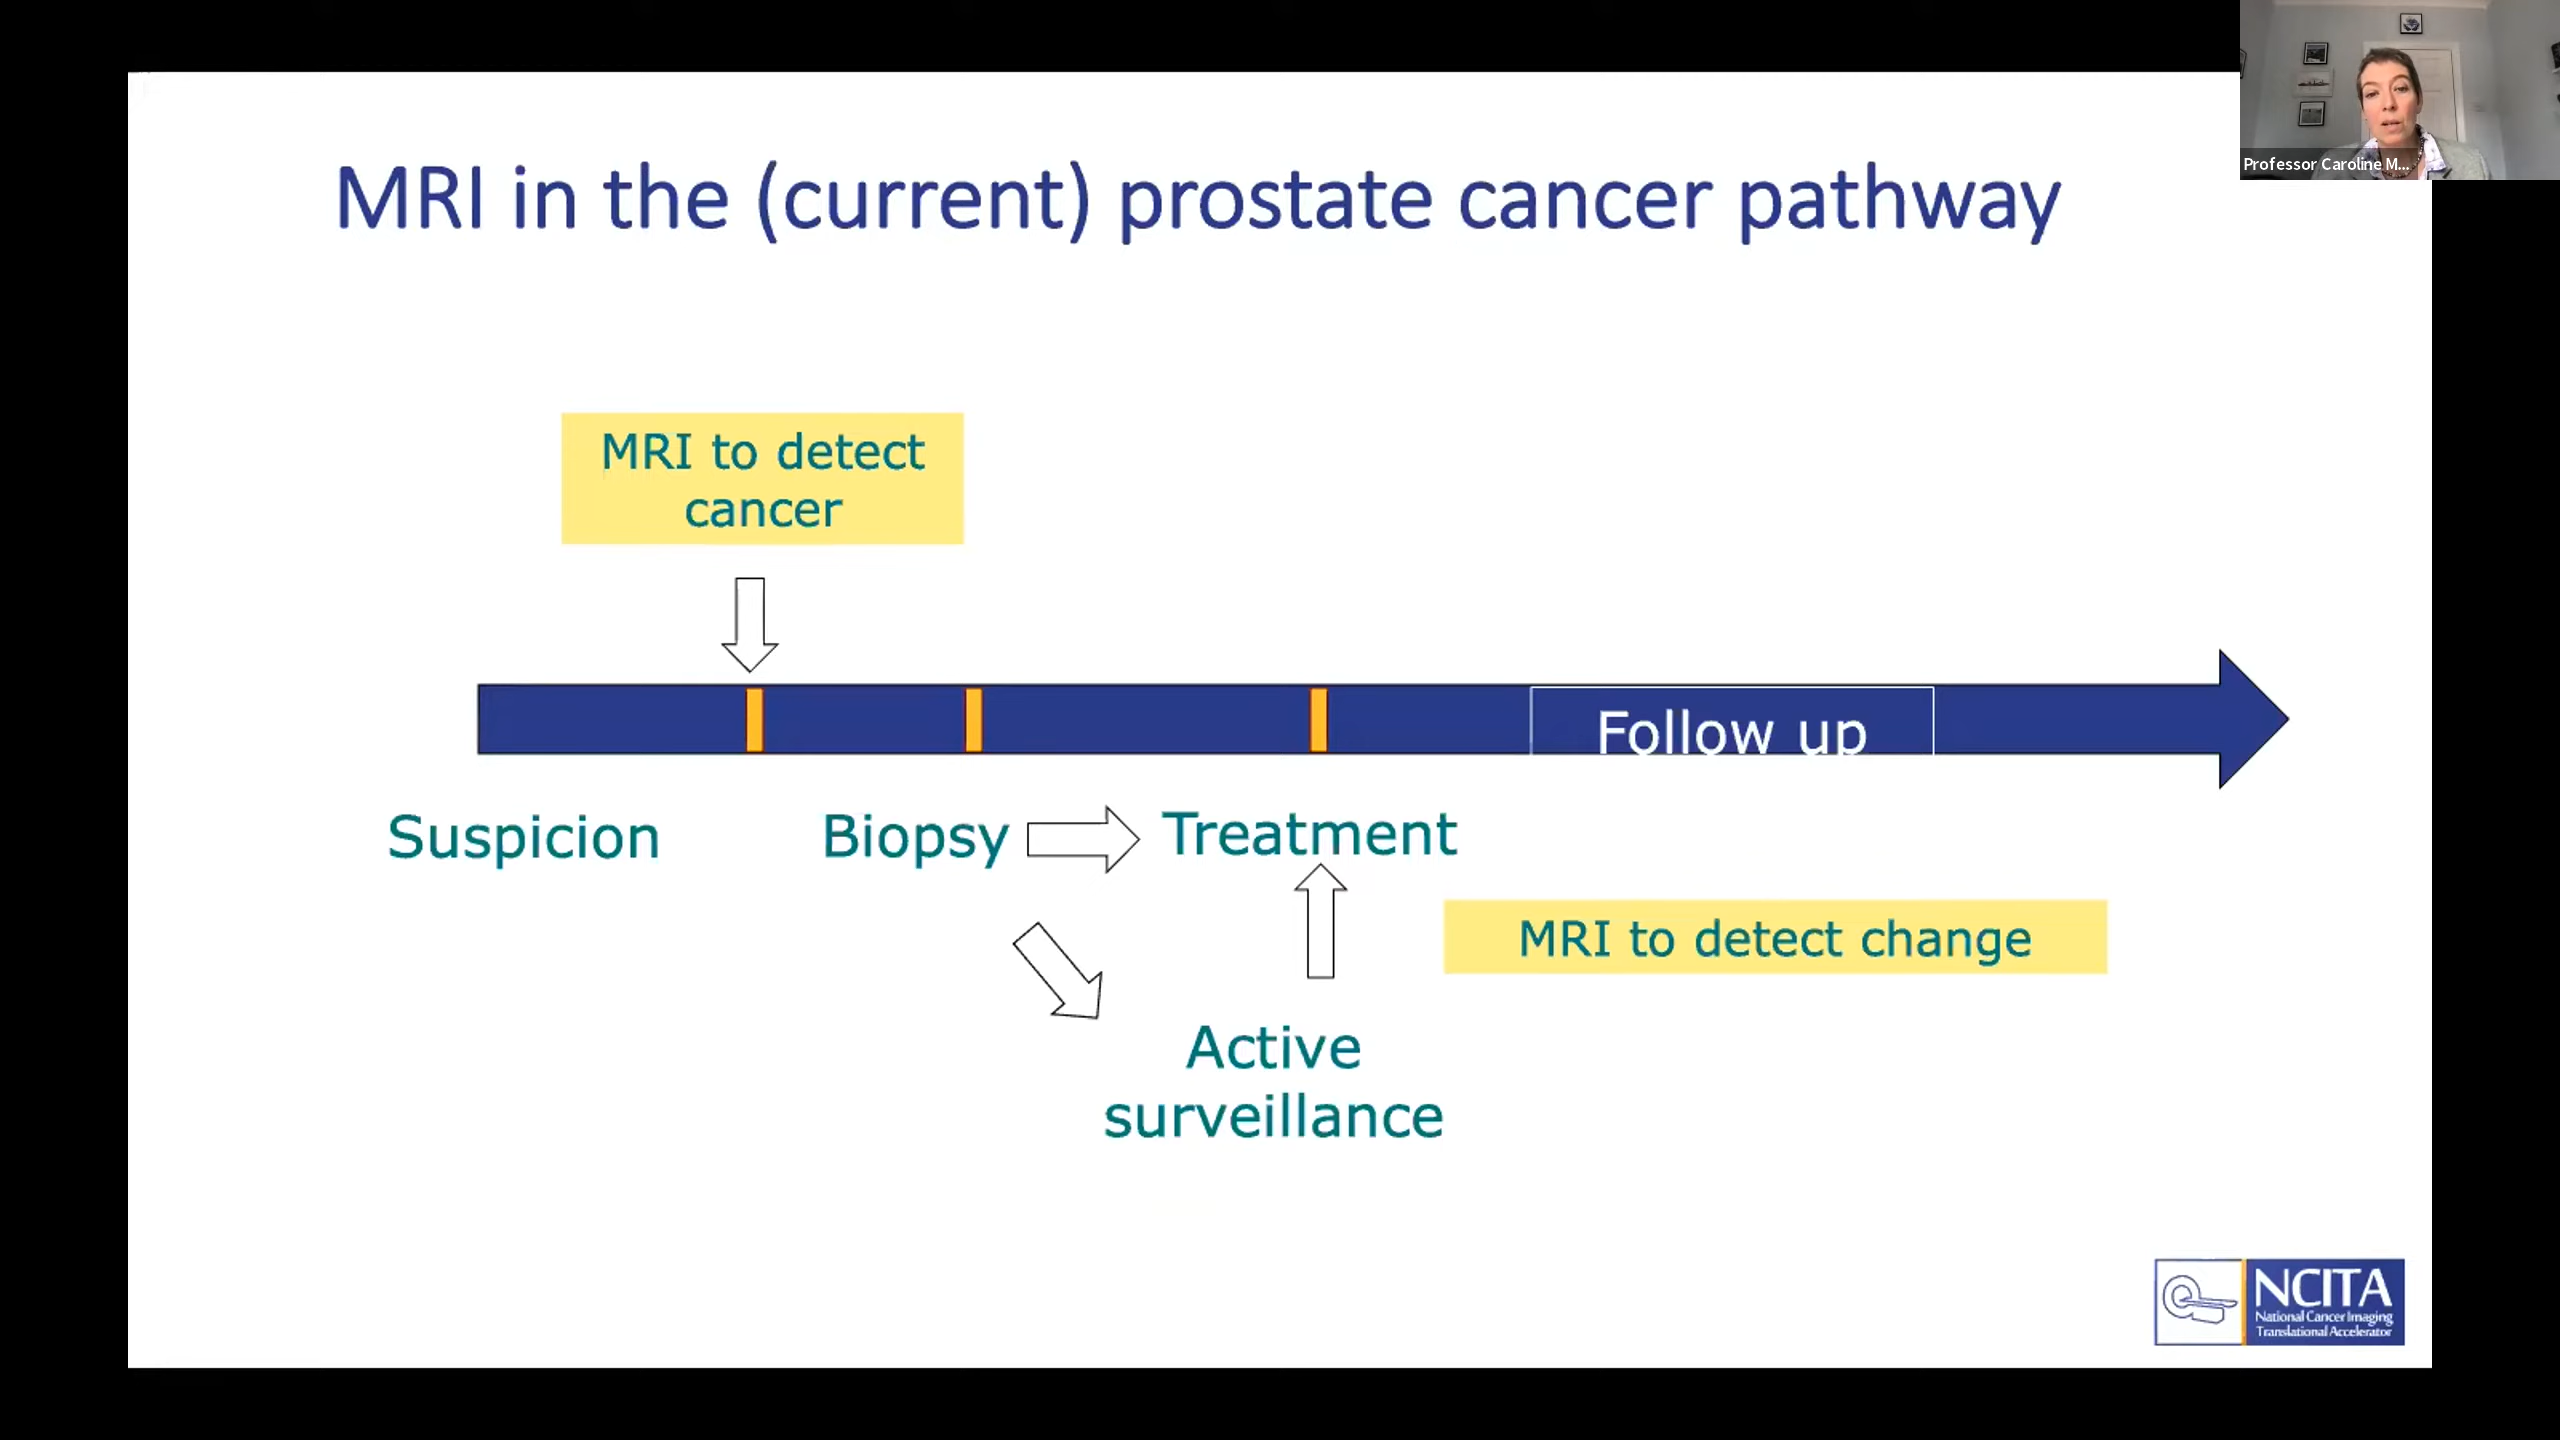 Professor Caroline M...
MRI in the (current) prostate cancer pathway
MRI to detect
cancer
Follow up
Suspicion
Biopsy
Treatment
MRI to detect change
Active
surveillance
NCITA
National Cancer Imaging
Translational Accelerator